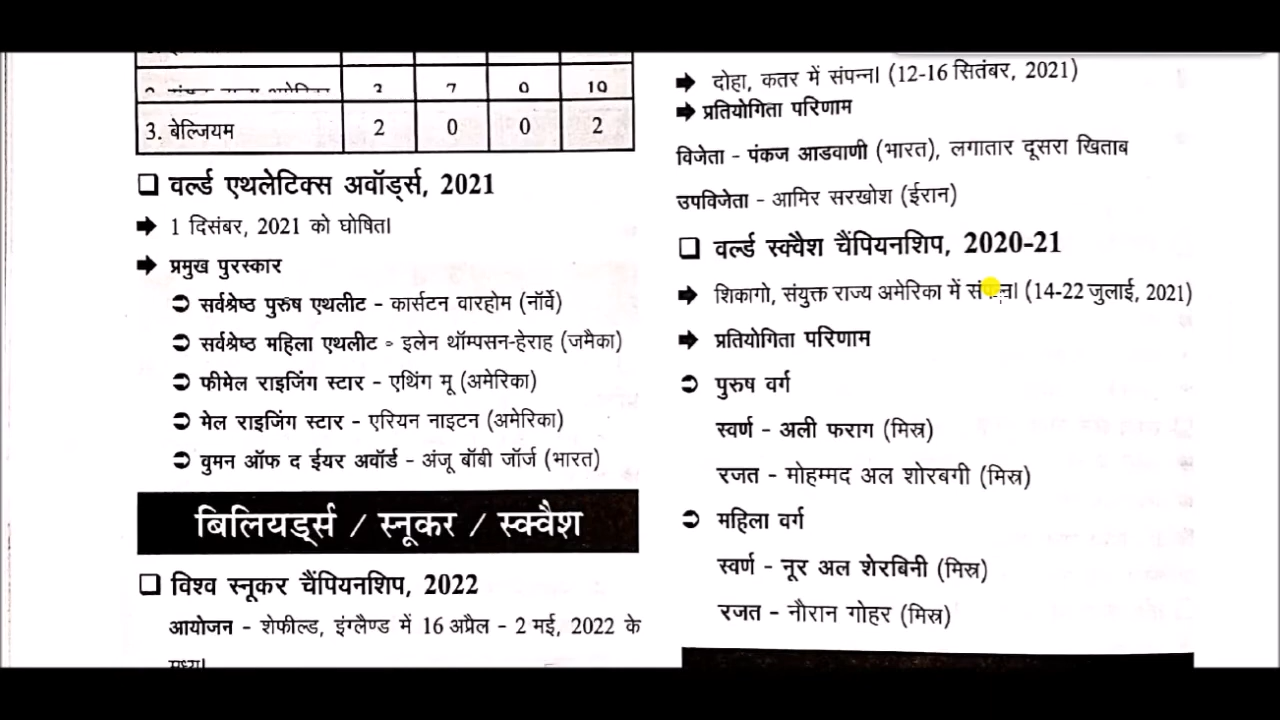 3. बेल्जियम 2 0 0 2
❑ वर्ल्ड एथलेटिक्स अवॉर्ड्स, 2021
➡ 1 दिसंबर, 2021 को घोषित।
➡ प्रमुख पुरस्कार
➲ सर्वश्रेष्ठ पुरुष एथलीट - कार्सटन वारहोम (नॉर्वे)
➲ सर्वश्रेष्ठ महिला एथलीट - इलेन थॉम्पसन-हेराह (जमैका)
➲ फीमेल राइजिंग स्टार - एथिंग मू (अमेरिका)
➲ मेल राइजिंग स्टार - एरियन नाइटन (अमेरिका)
➲ वुमन ऑफ द ईयर अवॉर्ड - अंजू बॉबी जॉर्ज (भारत)
बिलियर्ड्स / स्नूकर / स्क्वैश
❑ विश्व स्नूकर चैंपियनशिप, 2022
आयोजन - शेफील्ड, इंग्लैण्ड में 16 अप्रैल - 2 मई, 2022 के
➡ दोहा, कतर में संपन्न। (12-16 सितंबर, 2021)
➡ प्रतियोगिता परिणाम
विजेता - पंकज आडवाणी (भारत), लगातार दूसरा खिताब
उपविजेता - आमिर सरखोश (ईरान)
❑ वर्ल्ड स्क्वैश चैंपियनशिप, 2020-21
➡ शिकागो, संयुक्त राज्य अमेरिका में संपन्न। (14-22 जुलाई, 2021)
➡ प्रतियोगिता परिणाम
➲ पुरुष वर्ग
स्वर्ण - अली फराग (मिस्र)
रजत - मोहम्मद अल शोरबगी (मिस्र)
➲ महिला वर्ग
स्वर्ण - नूर अल शेरबिनी (मिस्र)
रजत - नौरान गोहर (मिस्र)